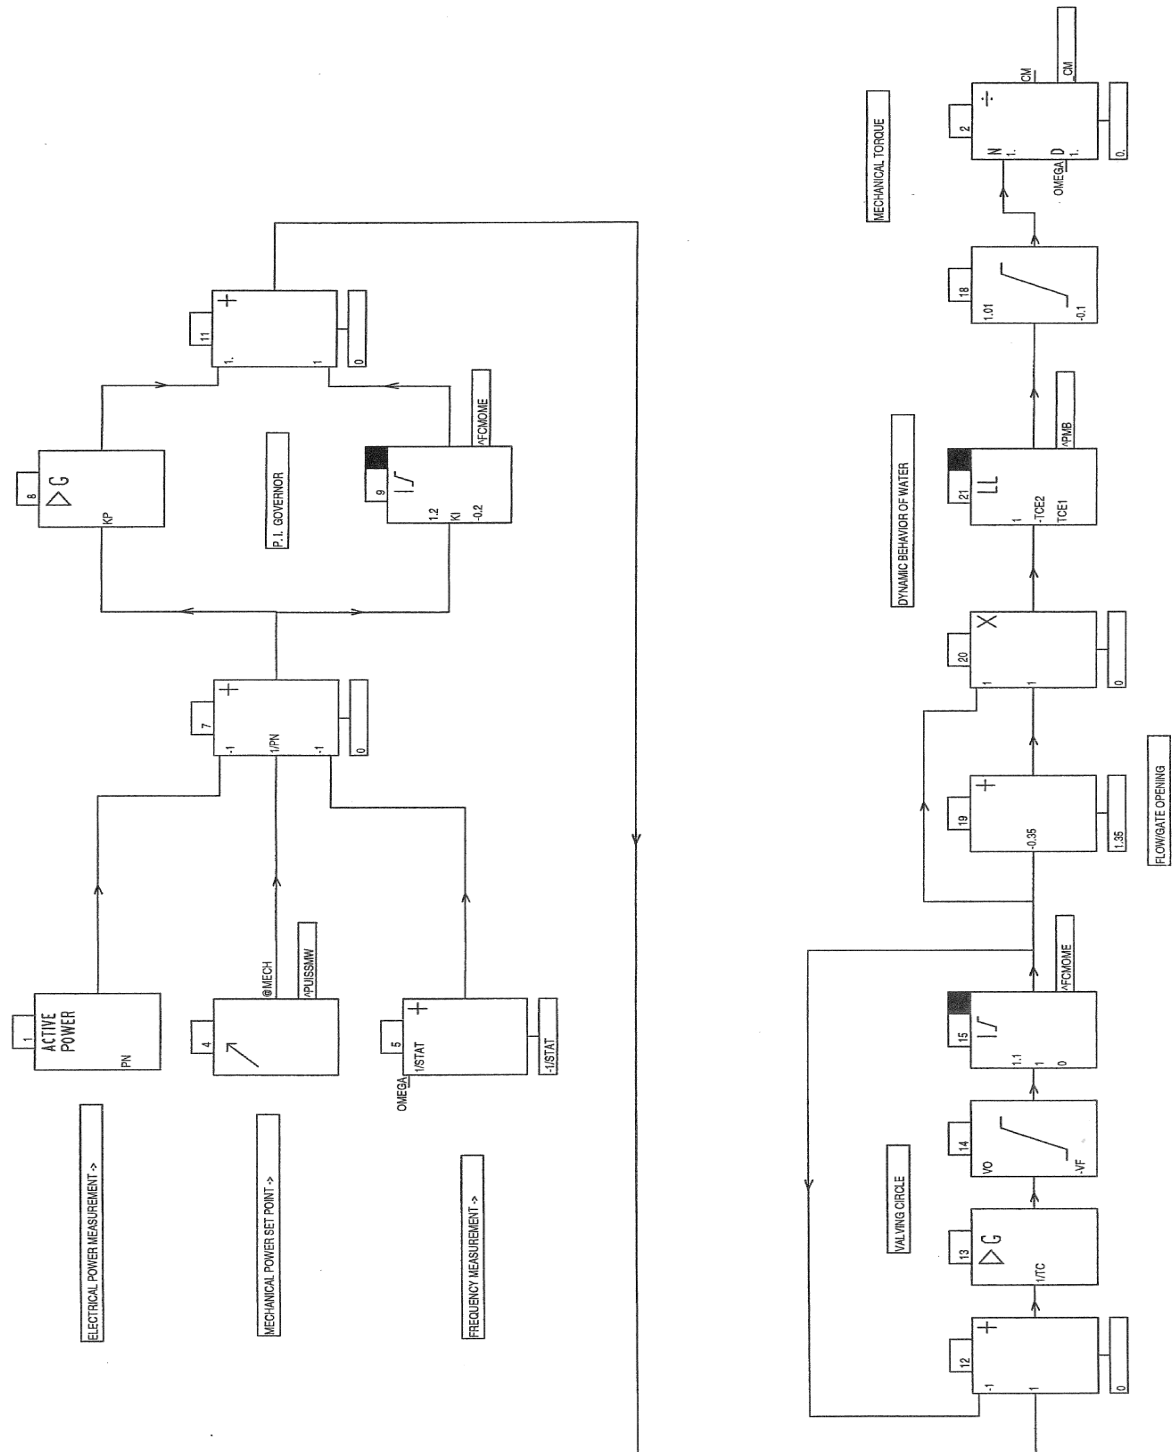 ELECTRICAL POWER MEASUREMENT ->
1
ACTIVE
POWER
PN
MECHANICAL POWER SET POINT ->
4
@MECH
^PUISSMW
FREQUENCY MEASUREMENT ->
OMEGA
5
1/STAT
+
-1/STAT
7
-1
+
1/PN
-1
0
8
G
KP
P.I. GOVERNOR
9
1.2
KI
-0.2
^FCMOME
11
1.
+
1
0
12
-1
+
1
0
13
G
1/TC
VALVING CIRCLE
14
VO
-VF
15
1.1
1
0
^FCMOME
19
+
-0.35
1.35
FLOW/GATE OPENING
20
1
X
1
0
DYNAMIC BEHAVIOR OF WATER
21
LL
1
-TCE2
TCE1
^PMB
18
1.01
-0.1
MECHANICAL TORQUE
2
÷
N
1.
OMEGA
D
1.
CM
CM
0.